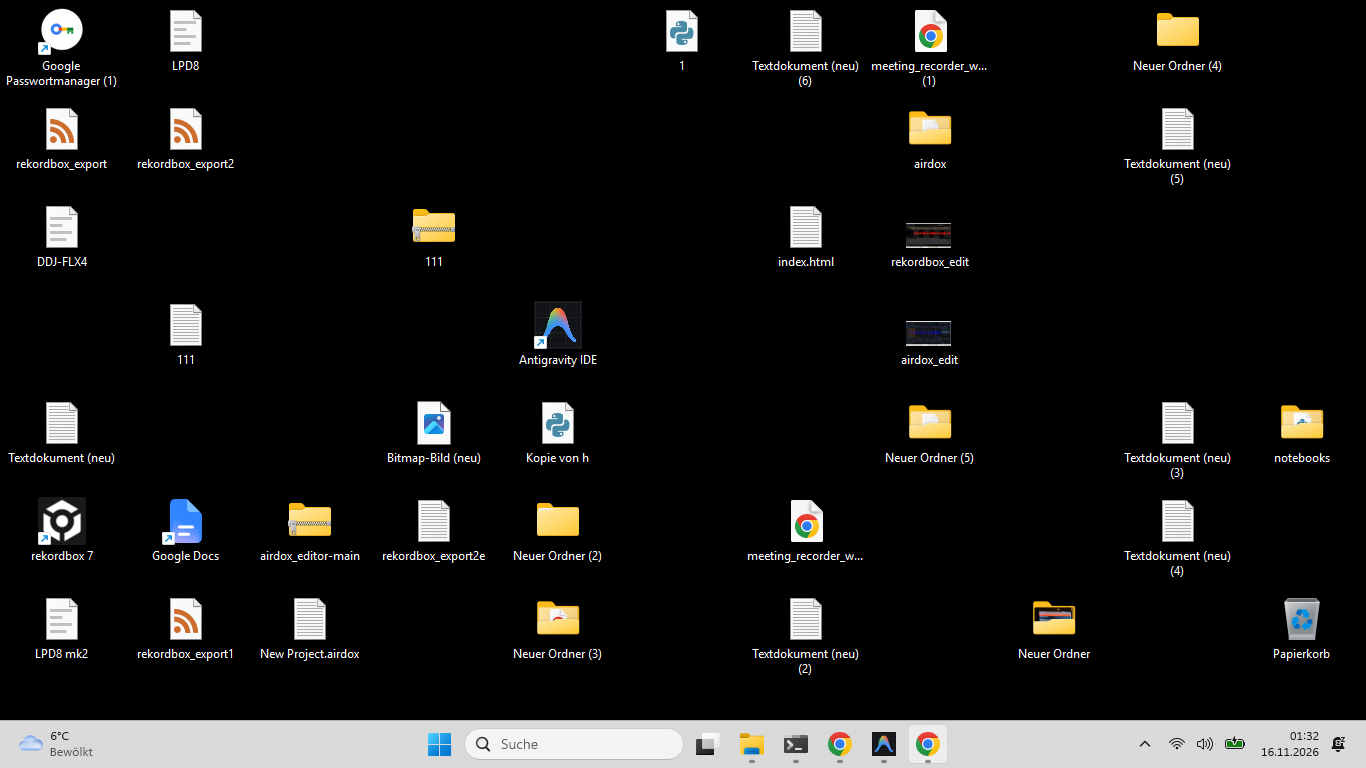 Google
Passwortmanager (1)
LPD8
1
Textdokument (neu)
(6)
meeting_recorder_w...
(1)
Neuer Ordner (4)
rekordbox_export
rekordbox_export2
airdox
Textdokument (neu)
(5)
DDJ-FLX4
111
index.html
rekordbox_edit
111
Antigravity IDE
airdox_edit
Textdokument (neu)
Bitmap-Bild (neu)
Kopie von h
Neuer Ordner (5)
Textdokument (neu)
(3)
notebooks
rekordbox 7
Google Docs
airdox_editor-main
rekordbox_export2e
Neuer Ordner (2)
meeting_recorder_w...
Textdokument (neu)
(4)
LPD8 mk2
rekordbox_export1
New Project.airdox
Neuer Ordner (3)
Textdokument (neu)
(2)
Neuer Ordner
Papierkorb
6°C
Bewölkt
Suche
01:32
16.11.2026